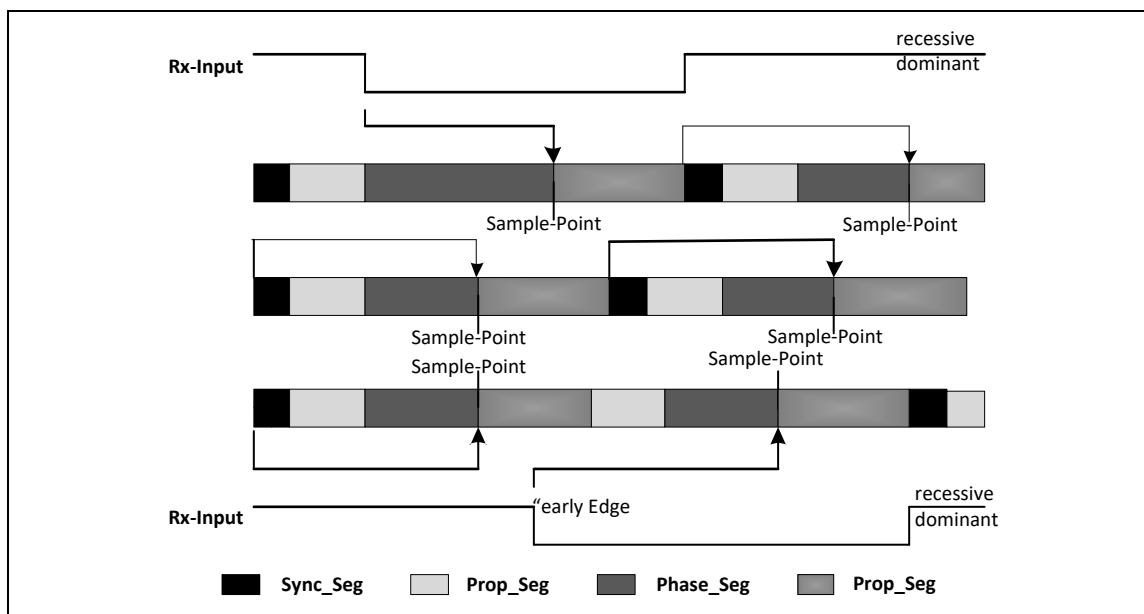 recessive
Rx-Input
dominant
Sample-Point
Sample-Point
Sample-Point
Sample-Point
Sample-Point
Sample-Point
"early Edge
Rx-Input
recessive
dominant
Sync_Seg
Prop_Seg
Phase_Seg
Prop_Seg